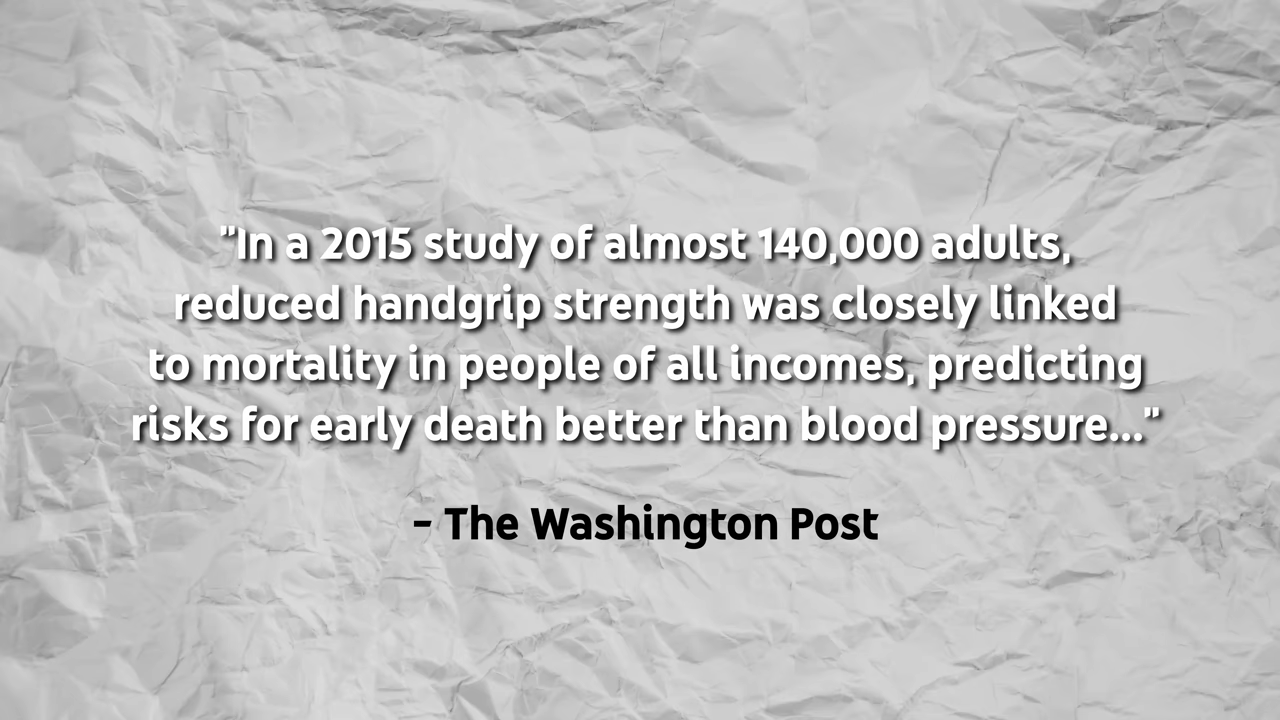 "In a 2015 study of almost 140,000 adults,
reduced handgrip strength was closely linked
to mortality in people of all incomes, predicting
risks for early death better than blood pressure..."
- The Washington Post